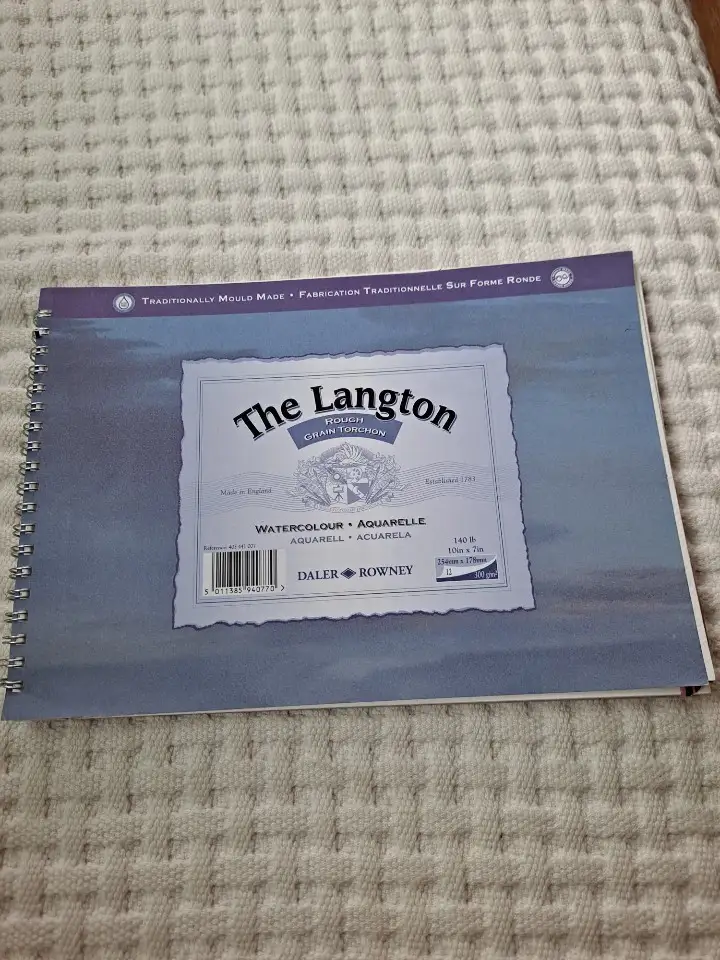 TRADITIONALLY MOULD MADE • FABRICATION TRADITIONNELLE SUR FORME RONDE
The Langton
ROUGH
GRAIN TORCHON
Made in England
Established 1783
WATERCOLOUR • AQUARELLE
AQUARELL • ACUARELA
140 lb
10in x 7in
254mm x 178mm
12
300 gm²
DALER ROWNEY
5 011385 940770 >